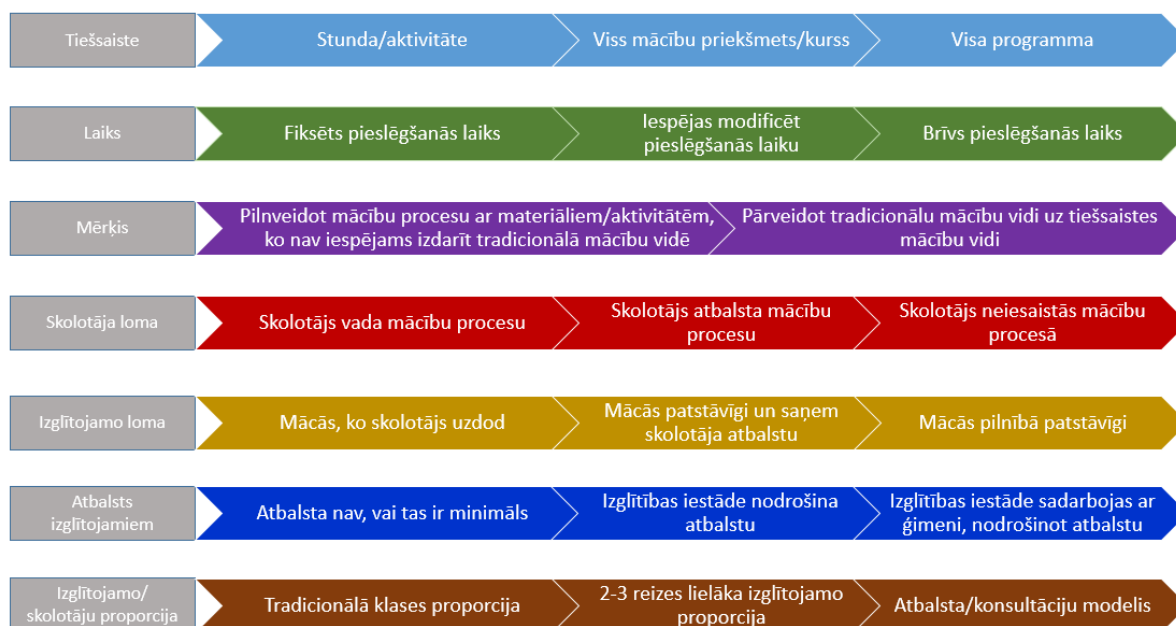 Tiešsaiste
Stunda/aktivitāte
Viss mācību priekšmets/kurss
Visa programma
Laiks
Fiksēts pieslēgšanās laiks
Iespējas modificēt
pieslēgšanās laiku
Brīvs pieslēgšanās laiks
Mērķis
Pilnveidot mācību procesu ar materiāliem/aktivitātēm,
ko nav iespējams izdarīt tradicionālā mācību vidē
Pārveidot tradicionālu mācību vidi uz tiešsaistes
mācību vidi
Skolotāja loma
Skolotājs vada mācību procesu
Skolotājs atbalsta mācību
procesu
Skolotājs neiesaistās mācību
procesā
Izglītojamo loma
Mācās, ko skolotājs uzdod
Mācās patstāvīgi un saņem
skolotāja atbalstu
Mācās pilnībā patstāvīgi
Atbalsts
izglītojamiem
Atbalsta nav, vai tas ir minimāls
Izglītības iestāde nodrošina
atbalstu
Izglītības iestāde sadarbojas ar
ģimeni, nodrošinot atbalstu
Izglītojamo/
skolotāju proporcija
Tradicionālā klases proporcija
2-3 reizes lielāka izglītojamo
proporcija
Atbalsta/konsultāciju modelis